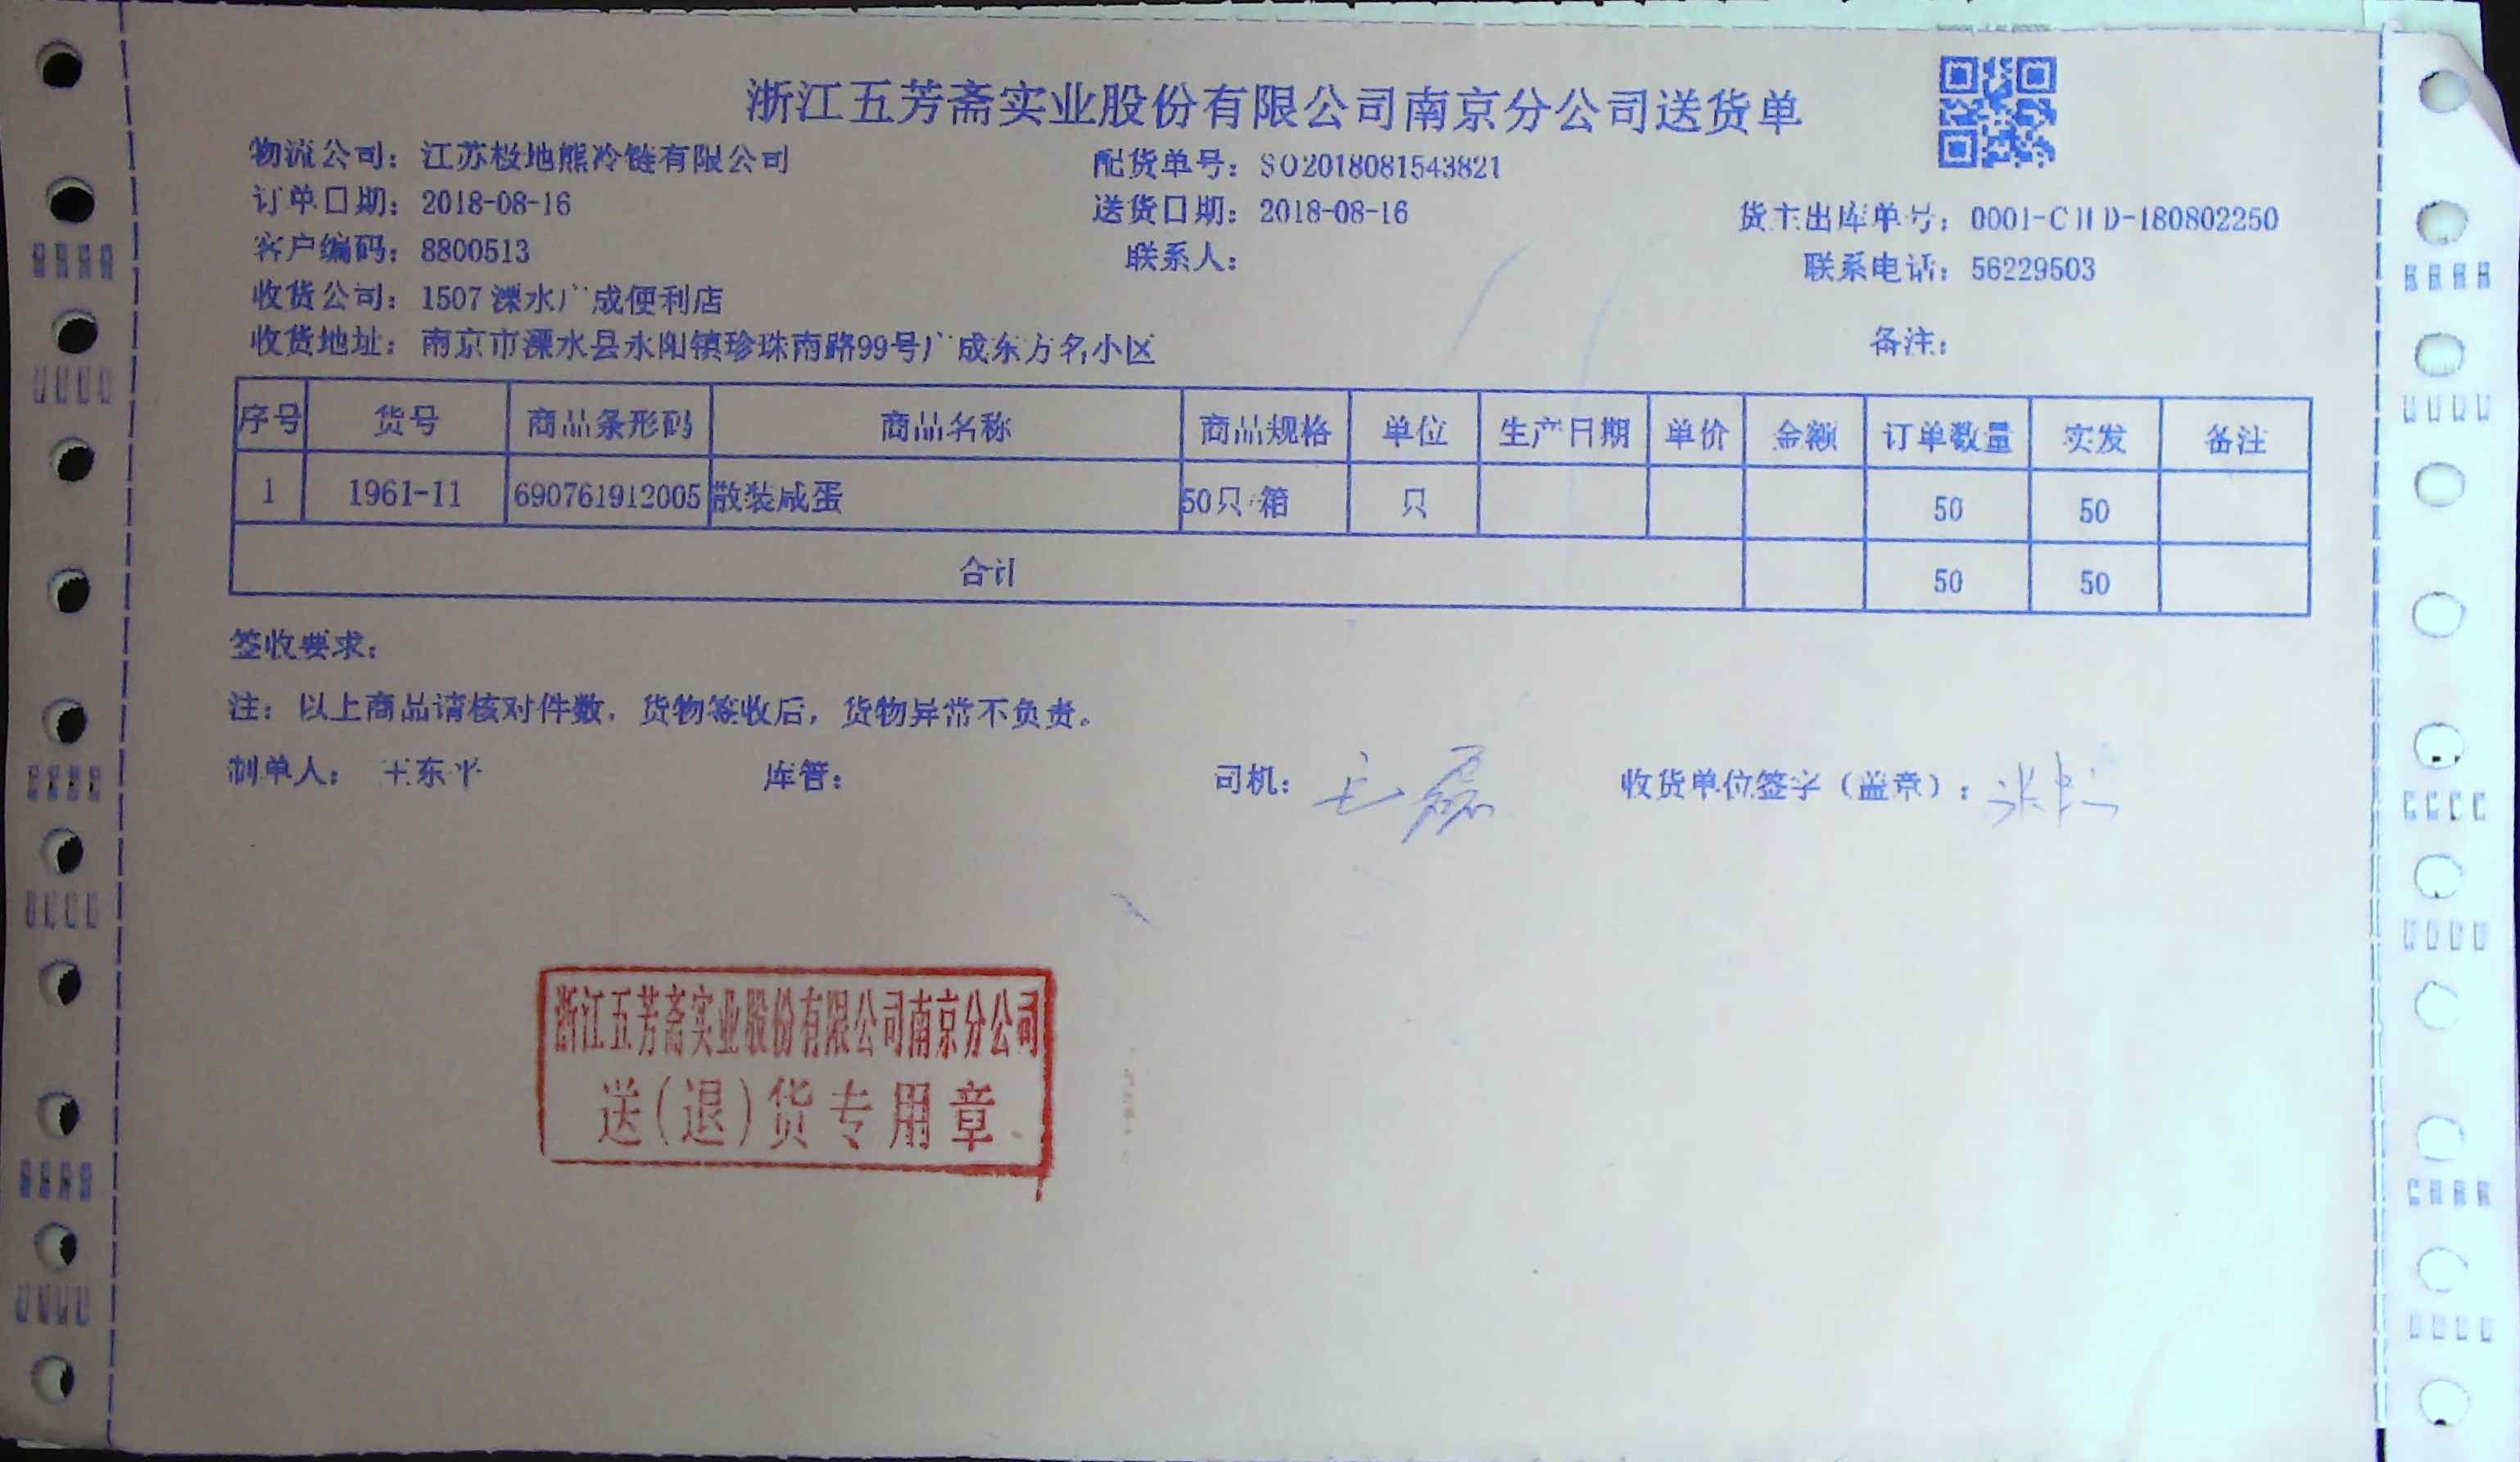 浙江五芳斋实业股份有限公司南京分公司送货单
物流公司：江苏极地熊冷链有限公司 配货单号：SO2018081543821
订单日期：2018-08-16 送货日期：2018-08-16 货主出库单号：0001-CHD-180802250
客户编码：8800513 联系人： 联系电话：56229503
收货公司：1507溧水广成便利店
收货地址：南京市溧水县永阳镇珍珠南路99号广成东方名小区 备注：
序号 货号 商品条形码 商品名称 商品规格 单位 生产日期 单价 金额 订单数量 实发 备注
1 1961-11 690761912005 散装咸蛋 50只/箱 只 50 50
合计 50 50
签收要求：
注：以上商品请核对件数，货物签收后，货物异常不负责。
制单人：王东平 库管： 司机： 收货单位签字（盖章）：
浙江五芳斋实业股份有限公司南京分公司
送(退)货专用章